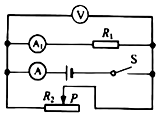 V
A₁ R₁
A S
R₂ P